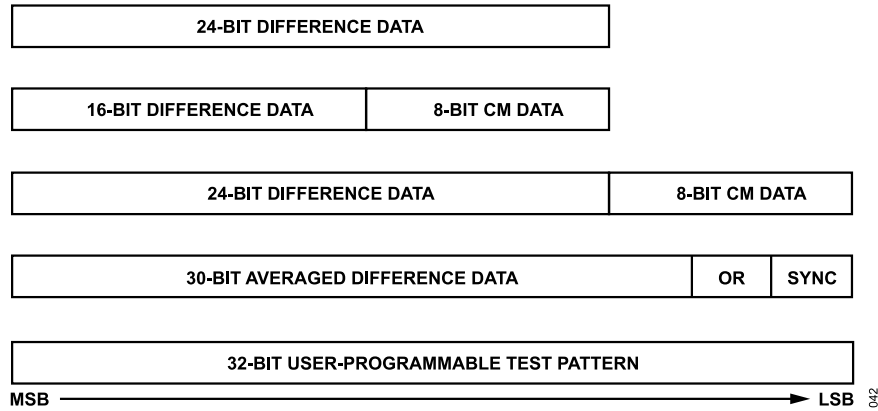 24-BIT DIFFERENCE DATA
16-BIT DIFFERENCE DATA 8-BIT CM DATA
24-BIT DIFFERENCE DATA 8-BIT CM DATA
30-BIT AVERAGED DIFFERENCE DATA OR SYNC
32-BIT USER-PROGRAMMABLE TEST PATTERN
MSB LSB
042